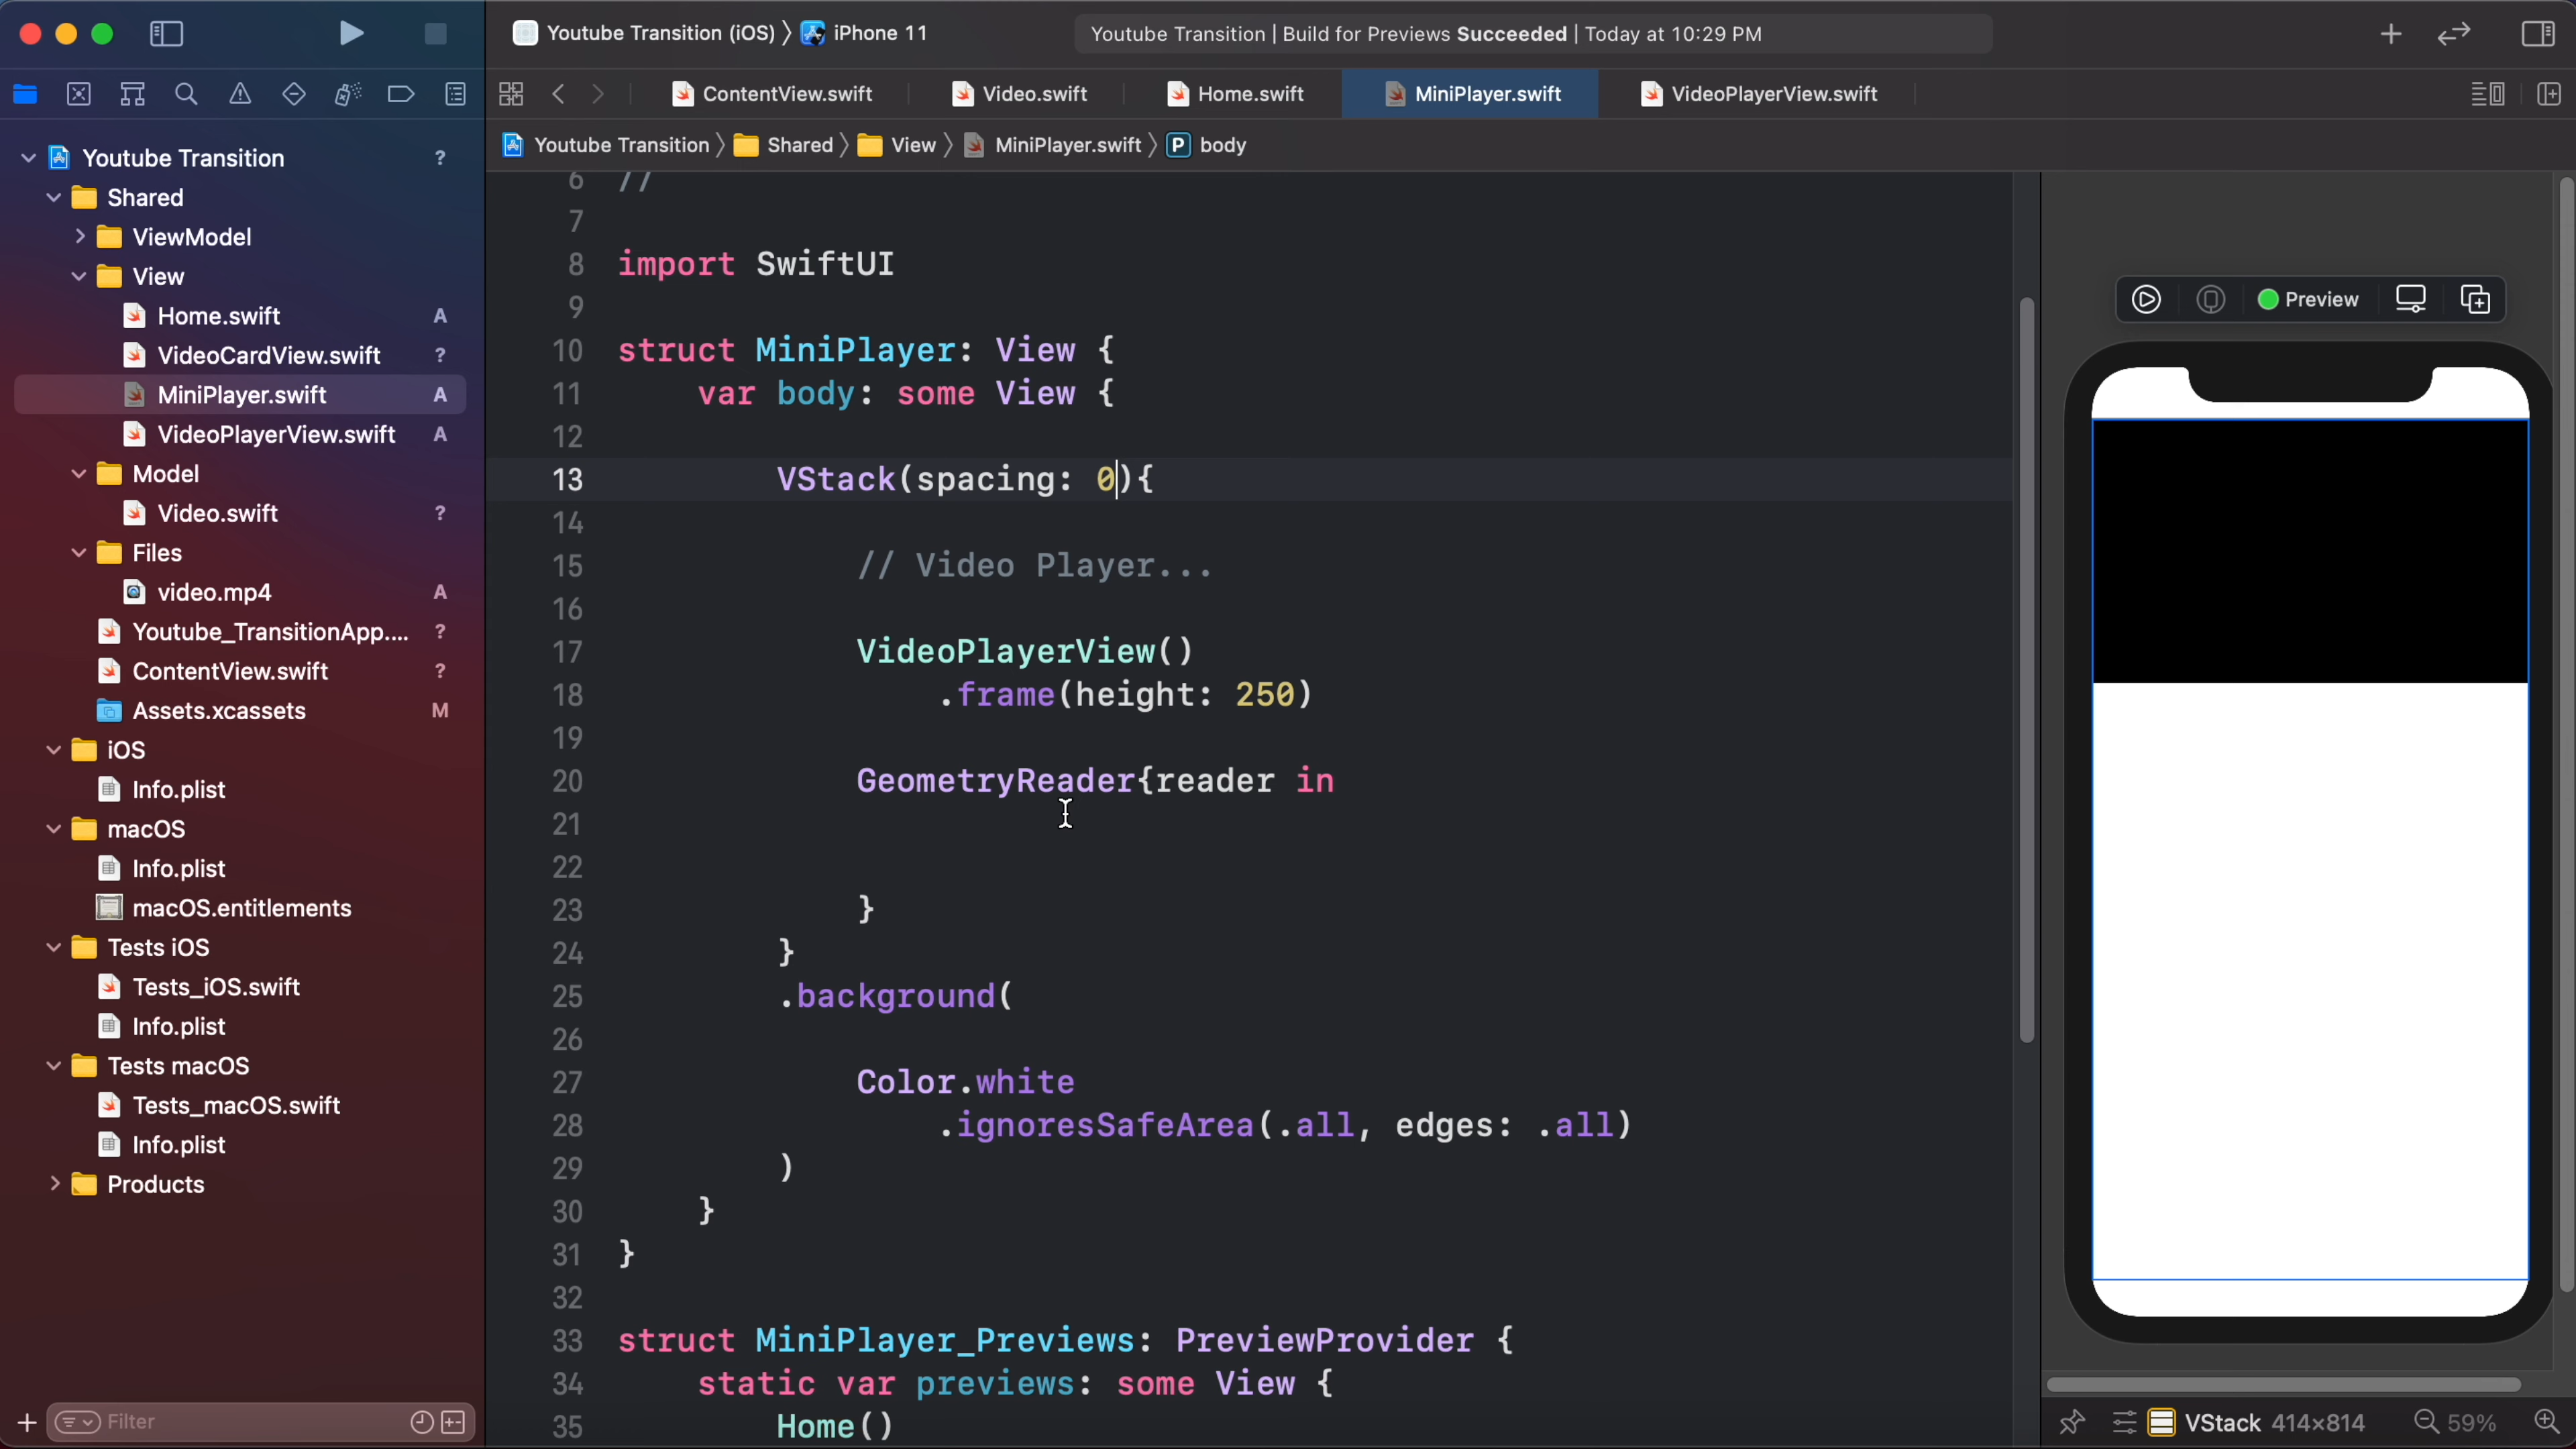 Youtube Transition (iOS) 〉 iPhone 11
Youtube Transition | Build for Previews Succeeded | Today at 10:29 PM
ContentView.swift
Video.swift
Home.swift
MiniPlayer.swift
VideoPlayerView.swift
Youtube Transition 〉 Shared 〉 View 〉 MiniPlayer.swift 〉 P body
Youtube Transition ?
Shared
ViewModel
View
Home.swift A
VideoCardView.swift ?
MiniPlayer.swift A
VideoPlayerView.swift A
Model
Video.swift ?
Files
video.mp4 A
Youtube_TransitionApp.... ?
ContentView.swift ?
Assets.xcassets M
iOS
Info.plist
macOS
Info.plist
macOS.entitlements
Tests iOS
Tests_iOS.swift
Info.plist
Tests macOS
Tests_macOS.swift
Info.plist
Products
Filter
6 //
7
8 import SwiftUI
9
10 struct MiniPlayer: View {
11 var body: some View {
12
13 VStack(spacing: 0){
14
15 // Video Player...
16
17 VideoPlayerView()
18 .frame(height: 250)
19
20 GeometryReader{reader in
21
22
23 }
24 }
25 .background(
26
27 Color.white
28 .ignoresSafeArea(.all, edges: .all)
29 )
30 }
31 }
32
33 struct MiniPlayer_Previews: PreviewProvider {
34 static var previews: some View {
35 Home()
Preview
VStack 414×814
59%